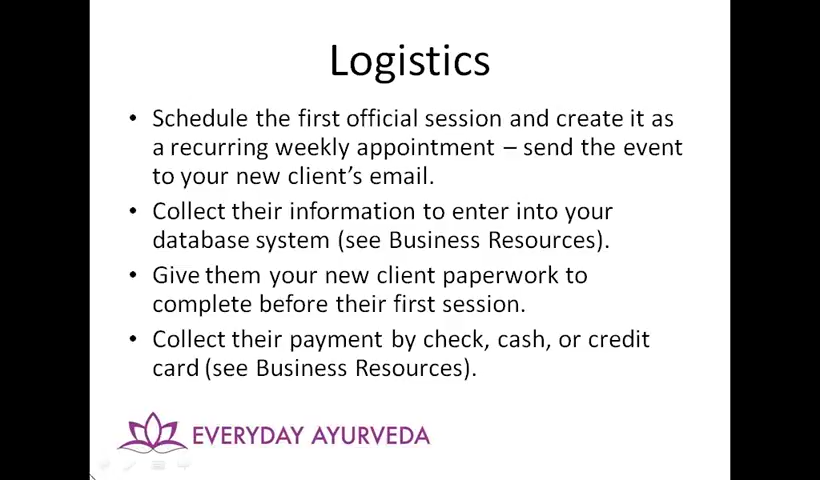 Logistics
• Schedule the first official session and create it as
a recurring weekly appointment – send the event
to your new client’s email.
• Collect their information to enter into your
database system (see Business Resources).
• Give them your new client paperwork to
complete before their first session.
• Collect their payment by check, cash, or credit
card (see Business Resources).
EVERYDAY AYURVEDA